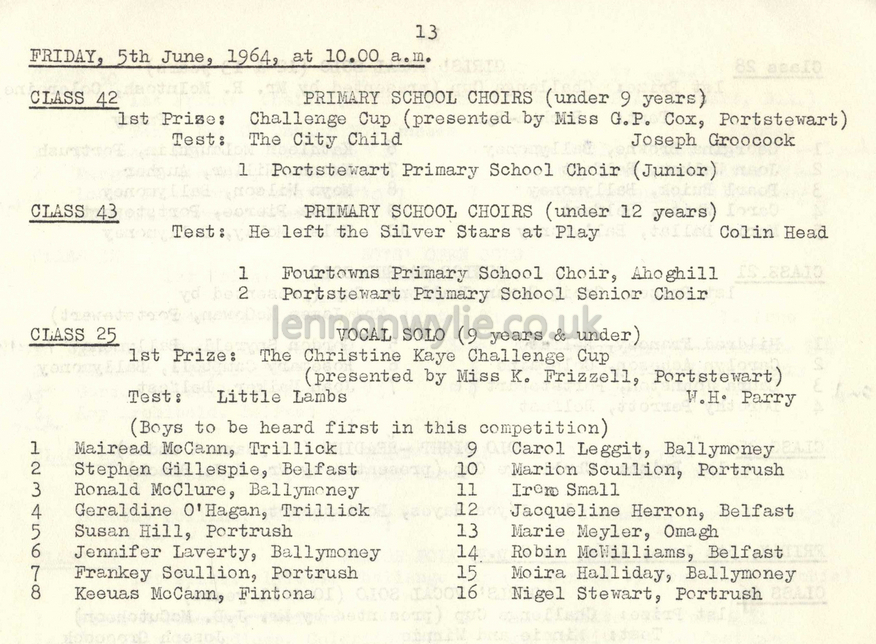 13
FRIDAY, 5th June, 1964, at 10.00 a.m.
CLASS 42 PRIMARY SCHOOL CHOIRS (under 9 years)
1st Prize: Challenge Cup (presented by Miss G.P. Cox, Portstewart)
Test: The City Child Joseph Groocock
1 Portstewart Primary School Choir (Junior)
CLASS 43 PRIMARY SCHOOL CHOIRS (under 12 years)
Test: He left the Silver Stars at Play Colin Head
1 Fourtowns Primary School Choir, Ahoghill
2 Portstewart Primary School Senior Choir
lennonwylie.co.uk
CLASS 25 VOCAL SOLO (9 years & under)
1st Prize: The Christine Kaye Challenge Cup
(presented by Miss K. Frizzell, Portstewart)
Test: Little Lambs W.H. Parry
(Boys to be heard first in this competition)
1 Mairead McCann, Trillick
2 Stephen Gillespie, Belfast
3 Ronald McClure, Ballymoney
4 Geraldine O'Hagan, Trillick
5 Susan Hill, Portrush
6 Jennifer Laverty, Ballymoney
7 Frankey Scullion, Portrush
8 Keeuas McCann, Fintona
9 Carol Leggit, Ballymoney
10 Marion Scullion, Portrush
11 Small
12 Jacqueline Herron, Belfast
13 Marie Meyler, Omagh
14 Robin McWilliams, Belfast
15 Moira Halliday, Ballymoney
16 Nigel Stewart, Portrush